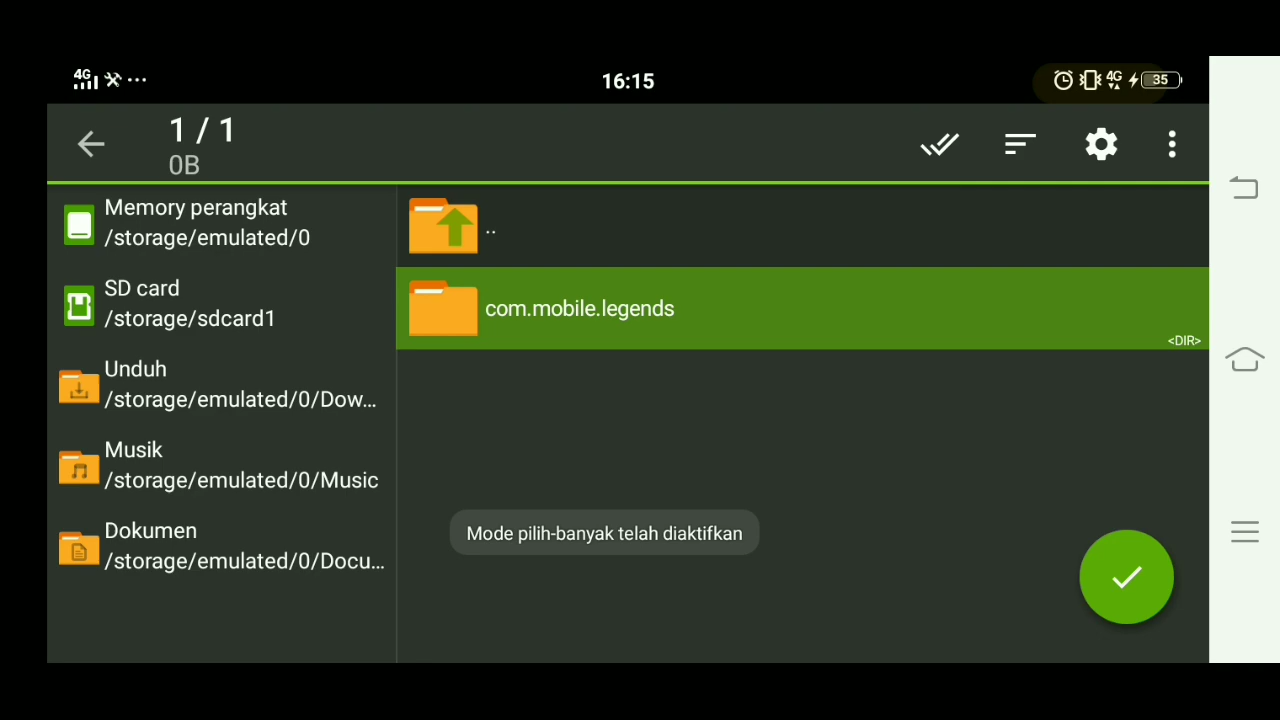 4G
16:15
4G
35
1 / 1
0B
Memory perangkat
/storage/emulated/0
SD card
/storage/sdcard1
Unduh
/storage/emulated/0/Dow...
Musik
/storage/emulated/0/Music
Dokumen
/storage/emulated/0/Docu...
..
com.mobile.legends
<DIR>
Mode pilih-banyak telah diaktifkan